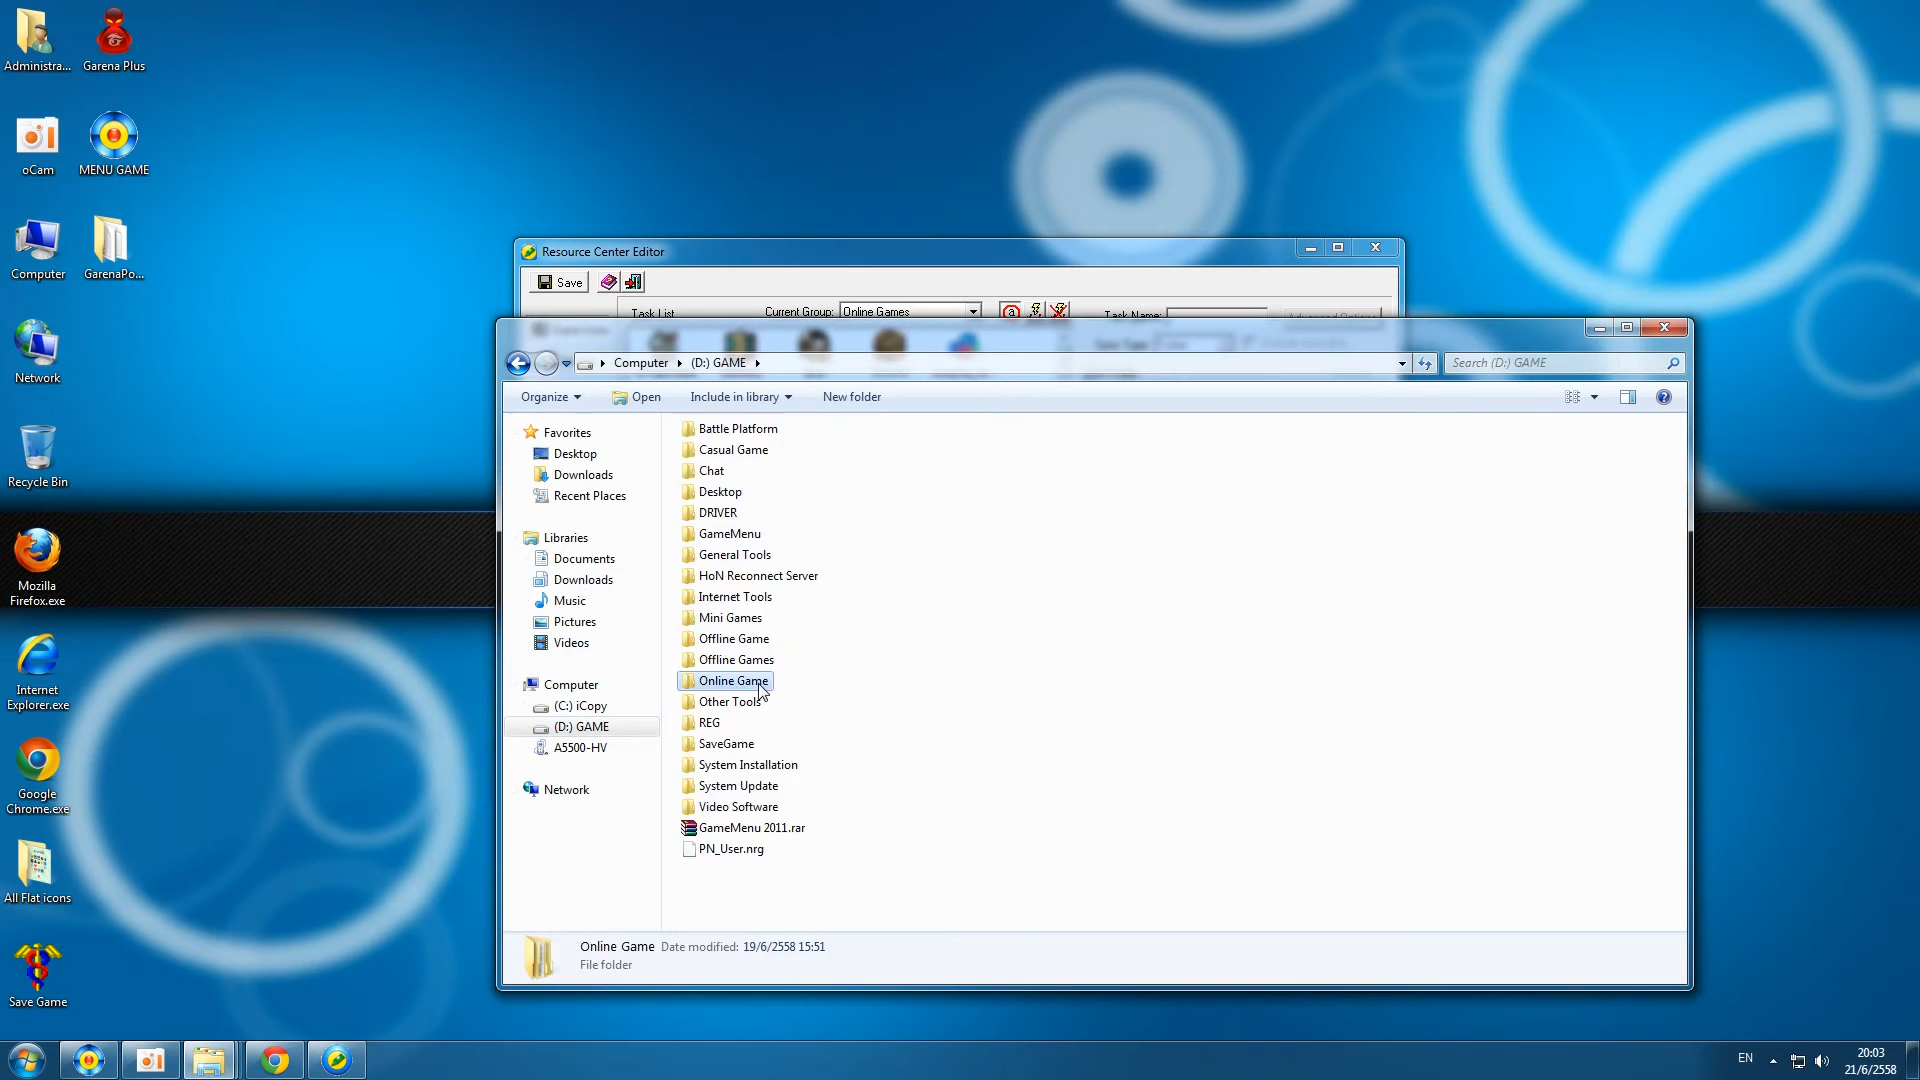 Administra...
Garena Plus
oCam
MENU GAME
Computer
GarenaPo...
Network
Recycle Bin
Mozilla
Firefox.exe
Internet
Explorer.exe
Google
Chrome.exe
All Flat icons
Save Game
Resource Center Editor
Save
Task List
Current Group:
Online Games
Task Name:
Computer
(D:) GAME
Search (D:) GAME
Organize
Open
Include in library
New folder
Favorites
Desktop
Downloads
Recent Places
Libraries
Documents
Downloads
Music
Pictures
Videos
Computer
(C:) iCopy
(D:) GAME
A5500-HV
Network
Battle Platform
Casual Game
Chat
Desktop
DRIVER
GameMenu
General Tools
HoN Reconnect Server
Internet Tools
Mini Games
Offline Game
Offline Games
Online Game
Other Tools
REG
SaveGame
System Installation
System Update
Video Software
GameMenu 2011.rar
PN_User.nrg
Online Game Date modified: 19/6/2558 15:51
File folder
EN
20:03
21/6/2558